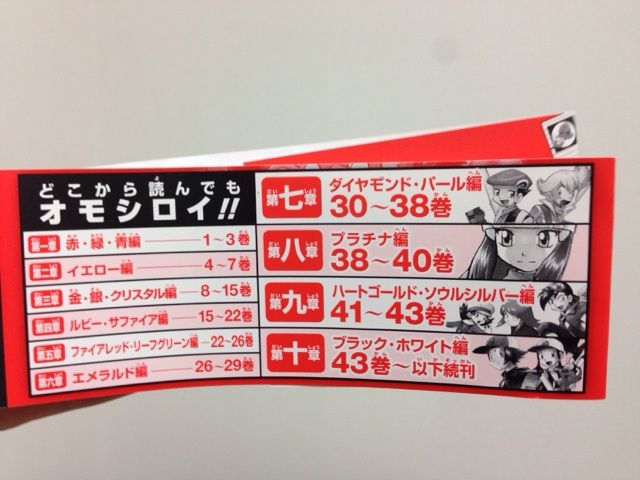 どこから読んでも
オモシロイ!!
第一章 赤・緑・青編 1～3巻
第二章 イエロー編 4～7巻
第三章 金・銀・クリスタル編 8～15巻
第四章 ルビー・サファイア編 15～22巻
第五章 ファイアレッド・リーフグリーン編 22～26巻
第六章 エメラルド編 26～29巻
第七章 ダイヤモンド・パール編
30～38巻
第八章 プラチナ編
38～40巻
第九章 ハートゴールド・ソウルシルバー編
41～43巻
第十章 ブラック・ホワイト編
43巻～以下続刊